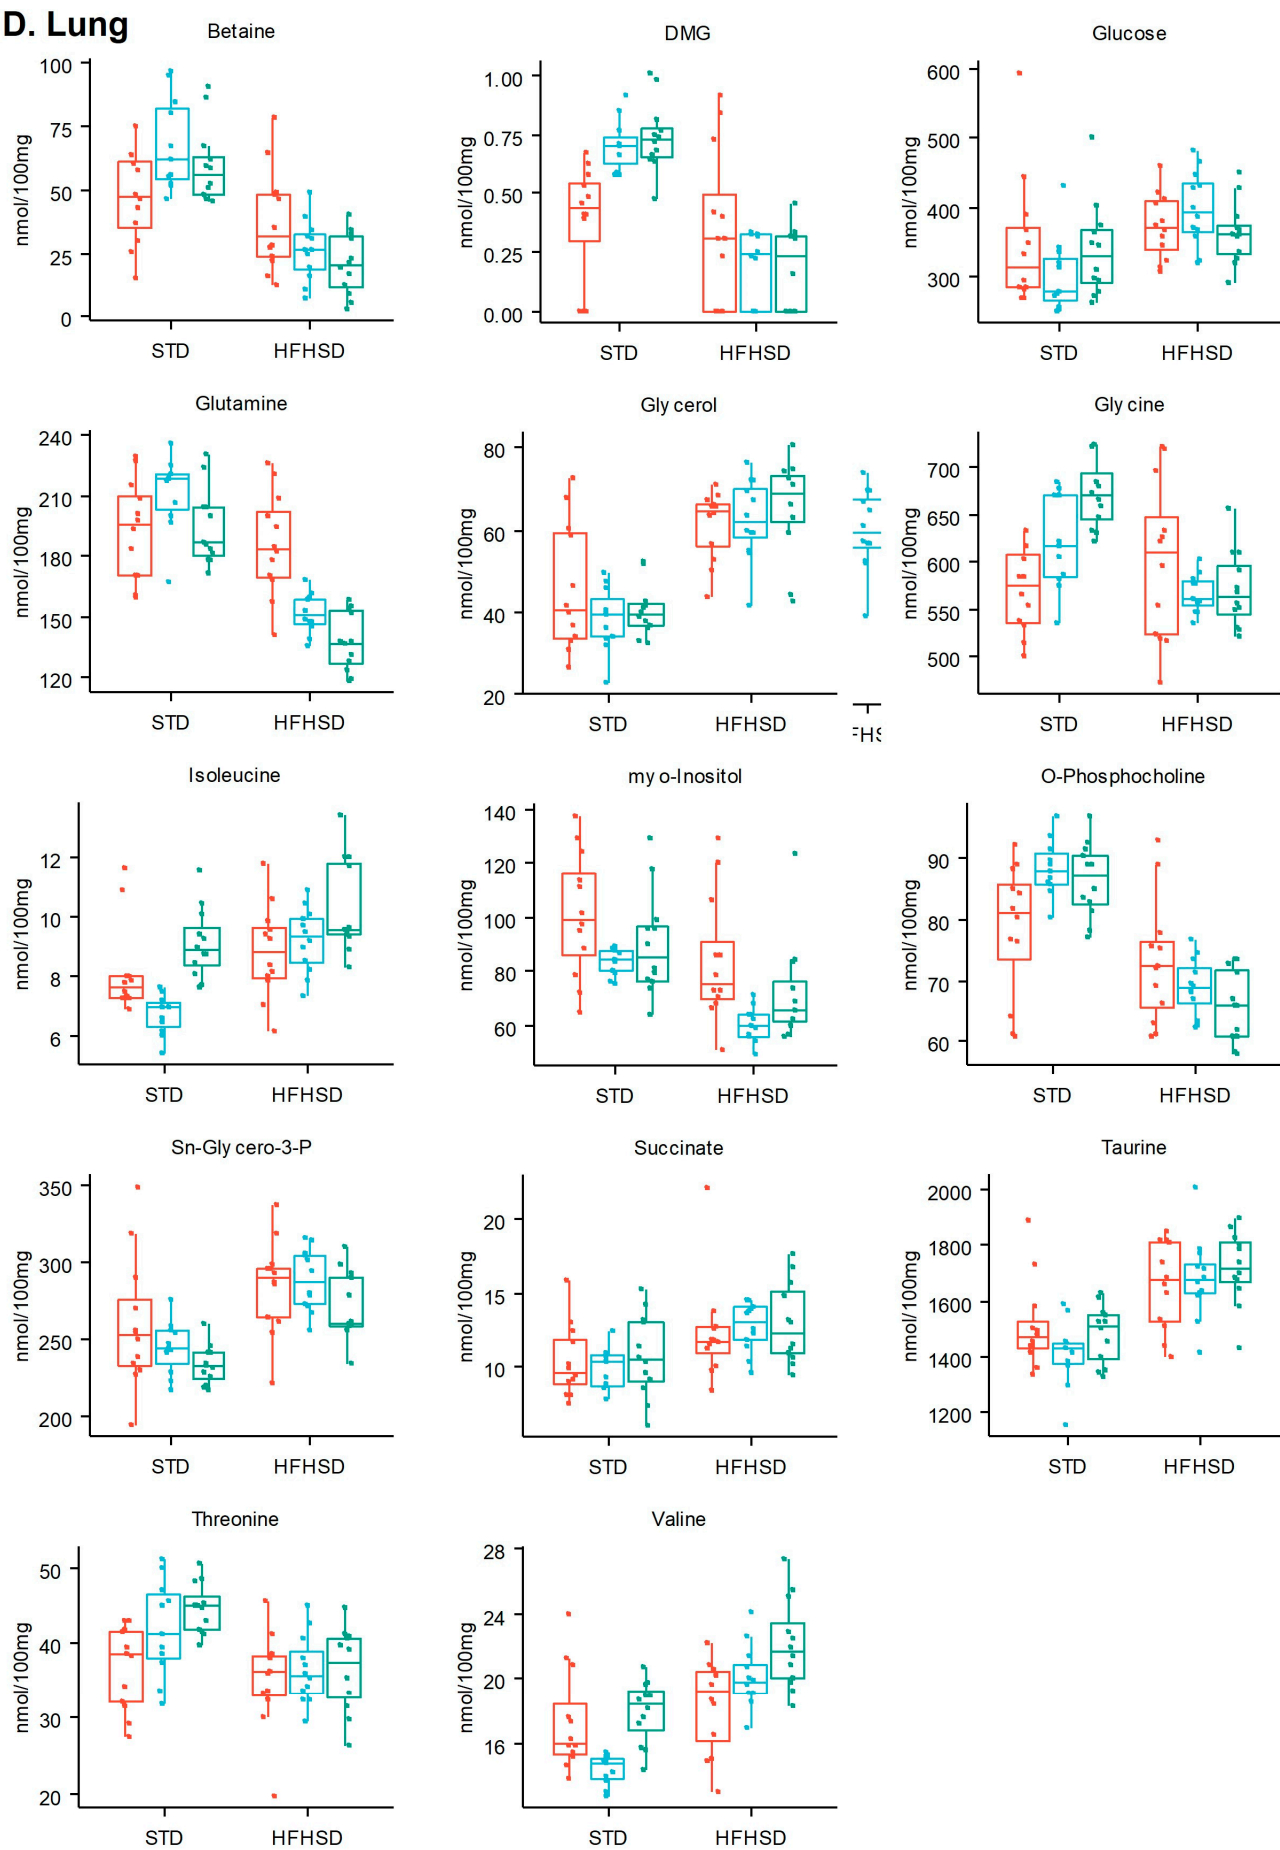 D. Lung
Betaine
DMG
Glucose
nmol/100mg
100
75
50
25
0
STD
HFHSD
nmol/100mg
1.00
0.75
0.50
0.25
0.00
STD
HFHSD
nmol/100mg
600
500
400
300
STD
HFHSD
Glutamine
Glycerol
Glycine
nmol/100mg
240
210
180
150
120
STD
HFHSD
nmol/100mg
80
60
40
20
STD
HFHSD
FHS
nmol/100mg
700
650
600
550
500
STD
HFHSD
Isoleucine
myo-Inositol
O-Phosphocholine
nmol/100mg
12
10
8
6
STD
HFHSD
nmol/100mg
140
120
100
80
60
STD
HFHSD
nmol/100mg
90
80
70
60
STD
HFHSD
Sn-Glycero-3-P
Succinate
Taurine
nmol/100mg
350
300
250
200
STD
HFHSD
nmol/100mg
20
15
10
STD
HFHSD
nmol/100mg
2000
1800
1600
1400
1200
STD
HFHSD
Threonine
Valine
nmol/100mg
50
40
30
20
STD
HFHSD
nmol/100mg
28
24
20
16
STD
HFHSD